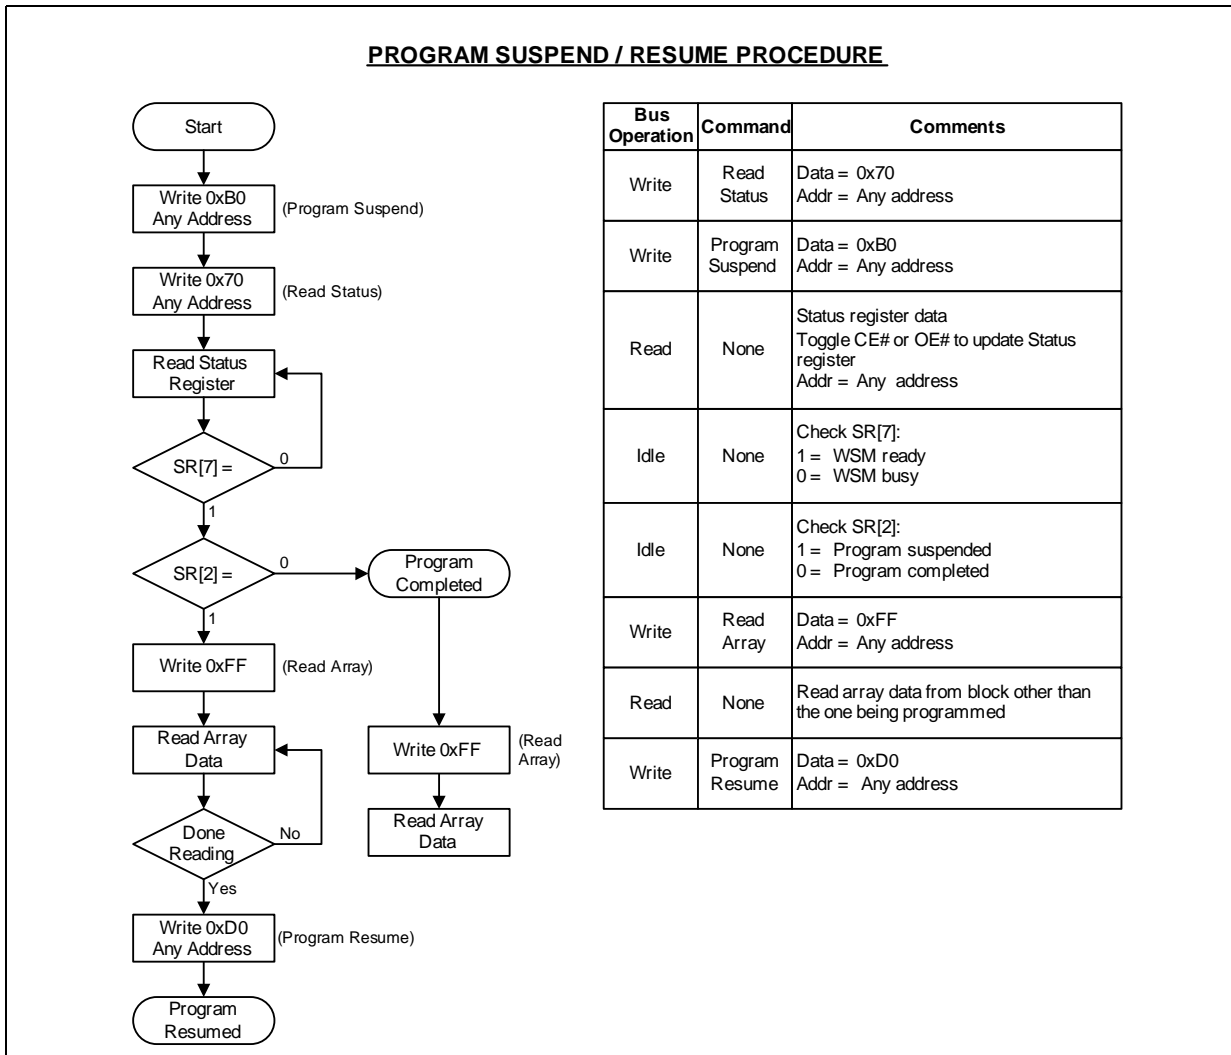 PROGRAM SUSPEND / RESUME PROCEDURE
Start
Write 0xB0
Any Address
(Program Suspend)
Write 0x70
Any Address
(Read Status)
Read Status
Register
SR[7] =
0
1
SR[2] =
0
Program
Completed
1
Write 0xFF
(Read Array)
Read Array
Data
Write 0xFF
(Read
Array)
Done
Reading
No
Read Array
Data
Yes
Write 0xD0
Any Address
(Program Resume)
Program
Resumed
Bus
Operation
Command
Comments
Write
Read
Status
Data = 0x70
Addr = Any address
Write
Program
Suspend
Data = 0xB0
Addr = Any address
Read
None
Status register data
Toggle CE# or OE# to update Status
register
Addr = Any address
Idle
None
Check SR[7]:
1 = WSM ready
0 = WSM busy
Idle
None
Check SR[2]:
1 = Program suspended
0 = Program completed
Write
Read
Array
Data = 0xFF
Addr = Any address
Read
None
Read array data from block other than
the one being programmed
Write
Program
Resume
Data = 0xD0
Addr = Any address